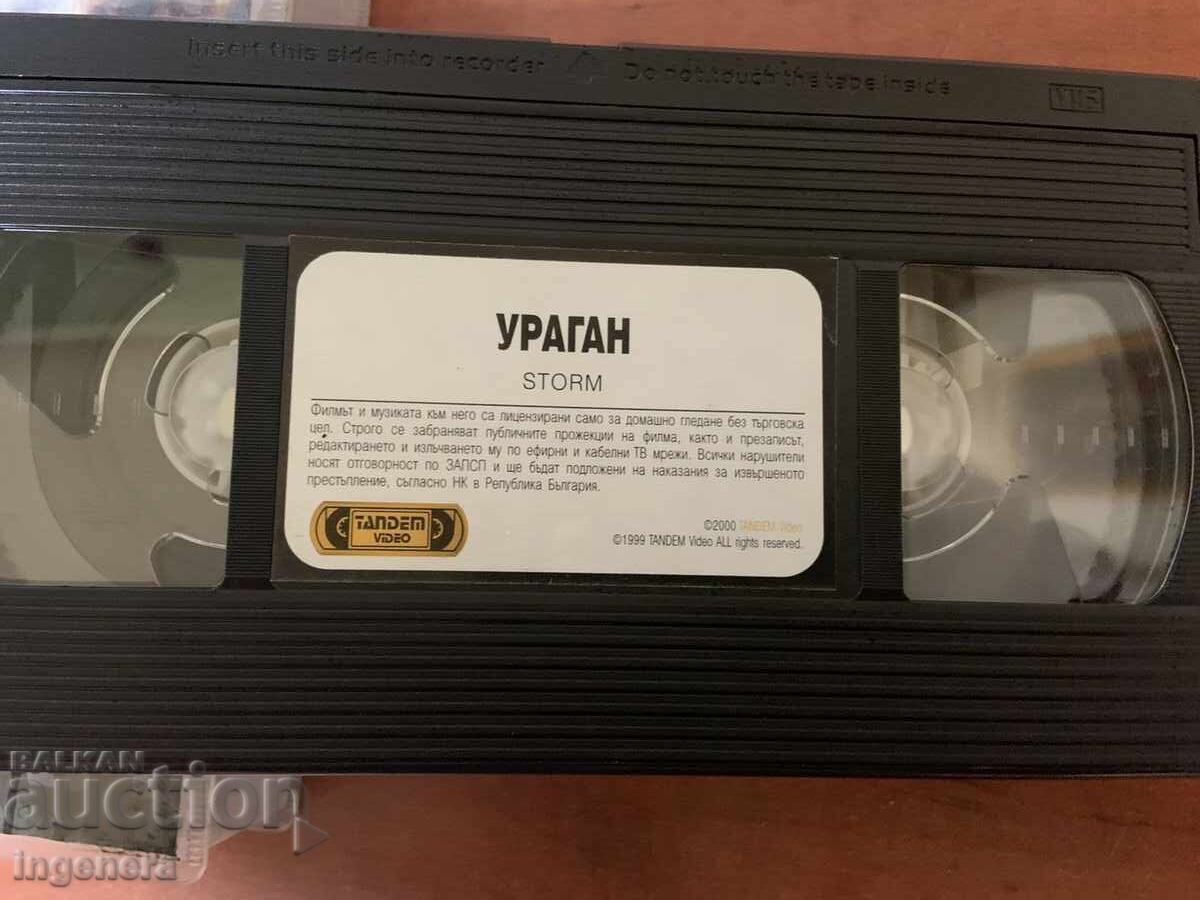 Insert this side into recorder Do not touch the tape inside
VHS
УРАГАН
STORM
Филмът и музиката към него са лицензирани само за домашно гледане без търговска
цел. Строго се забраняват публичните прожекции на филма, както и презаписът,
редактирането и излъчването му по ефирни и кабелни ТВ мрежи. Всички нарушители
носят отговорност по ЗАПСП и ще бъдат подложени на наказания за извършеното
престъпление, съгласно НК в Република България.
TANDEM
VIDEO
©2000 TANDEM Video
©1999 TANDEM Video ALL rights reserved.
BALKAN
auction
ingenera